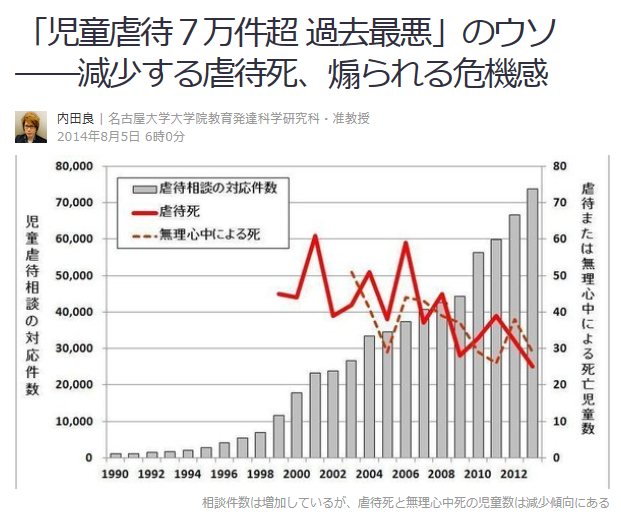 「児童虐待７万件超 過去最悪」のウソ
――減少する虐待死、煽られる危機感
内田良 | 名古屋大学大学院教育発達科学研究科・准教授
2014年8月5日 6時0分
80,000
70,000
60,000
50,000
40,000
30,000
20,000
10,000
0
児童虐待相談の対応件数
虐待相談の対応件数
虐待死
無理心中による死
80
70
60
50
40
30
20
10
0
虐待または無理心中による死亡児童数
1990 1992 1994 1996 1998 2000 2002 2004 2006 2008 2010 2012
相談件数は増加しているが、虐待死と無理心中死の児童数は減少傾向にある